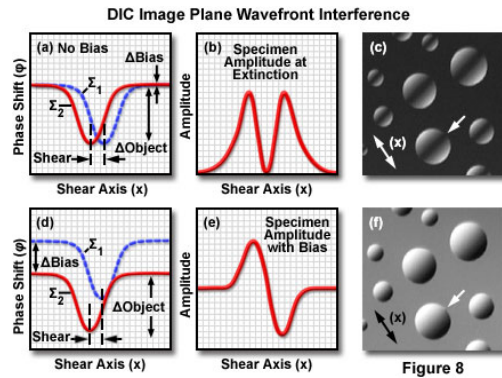 DIC Image Plane Wavefront Interference
(a) No Bias
ΔBias
Σ1
Σ2
ΔObject
Shear
Phase Shift (φ)
Shear Axis (x)
(b)
Specimen
Amplitude at
Extinction
Amplitude
Shear Axis (x)
(c)
(x)
(d)
Σ1
ΔBias
Σ2
ΔObject
Shear
Phase Shift (φ)
Shear Axis (x)
(e)
Specimen
Amplitude
with Bias
Amplitude
Shear Axis (x)
(f)
(x)
Figure 8